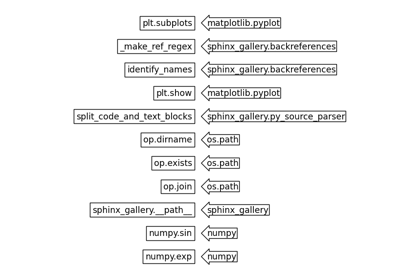 plt.subplots matplotlib.pyplot
_make_ref_regex sphinx_gallery.backreferences
identify_names sphinx_gallery.backreferences
plt.show matplotlib.pyplot
split_code_and_text_blocks sphinx_gallery.py_source_parser
op.dirname os.path
op.exists os.path
op.join os.path
sphinx_gallery.__path__ sphinx_gallery
numpy.sin numpy
numpy.exp numpy